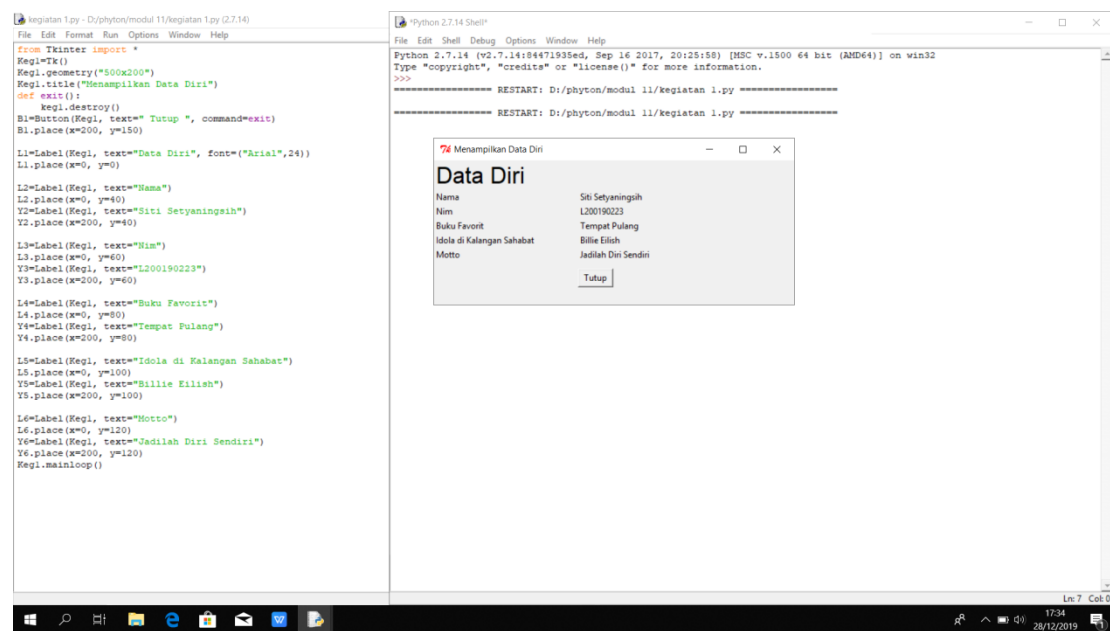 kegiatan 1.py - D:/phyton/modul 11/kegiatan 1.py (2.7.14)
File Edit Format Run Options Window Help
from Tkinter import *
Keg1=Tk()
Keg1.geometry("500x200")
Keg1.title("Menampilkan Data Diri")
def exit():
    keg1.destroy()
B1=Button(Keg1, text=" Tutup ", command=exit)
B1.place(x=200, y=150)
L1=Label(Keg1, text="Data Diri", font=("Arial",24))
L1.place(x=0, y=0)
L2=Label(Keg1, text="Nama")
L2.place(x=0, y=40)
Y2=Label(Keg1, text="Siti Setyaningsih")
Y2.place(x=200, y=40)
L3=Label(Keg1, text="Nim")
L3.place(x=0, y=60)
Y3=Label(Keg1, text="L200190223")
Y3.place(x=200, y=60)
L4=Label(Keg1, text="Buku Favorit")
L4.place(x=0, y=80)
Y4=Label(Keg1, text="Tempat Pulang")
Y4.place(x=200, y=80)
L5=Label(Keg1, text="Idola di Kalangan Sahabat")
L5.place(x=0, y=100)
Y5=Label(Keg1, text="Billie Eilish")
Y5.place(x=200, y=100)
L6=Label(Keg1, text="Motto")
L6.place(x=0, y=120)
Y6=Label(Keg1, text="Jadilah Diri Sendiri")
Y6.place(x=200, y=120)
Keg1.mainloop()
*Python 2.7.14 Shell*
File Edit Shell Debug Options Window Help
Python 2.7.14 (v2.7.14:84471935ed, Sep 16 2017, 20:25:58) [MSC v.1500 64 bit (AMD64)] on win32
Type "copyright", "credits" or "license()" for more information.
>>>
================= RESTART: D:/phyton/modul 11/kegiatan 1.py =================
================= RESTART: D:/phyton/modul 11/kegiatan 1.py =================
Menampilkan Data Diri
Data Diri
Nama Siti Setyaningsih
Nim L200190223
Buku Favorit Tempat Pulang
Idola di Kalangan Sahabat Billie Eilish
Motto Jadilah Diri Sendiri
Tutup
Ln: 7 Col: 0
17:34
28/12/2019